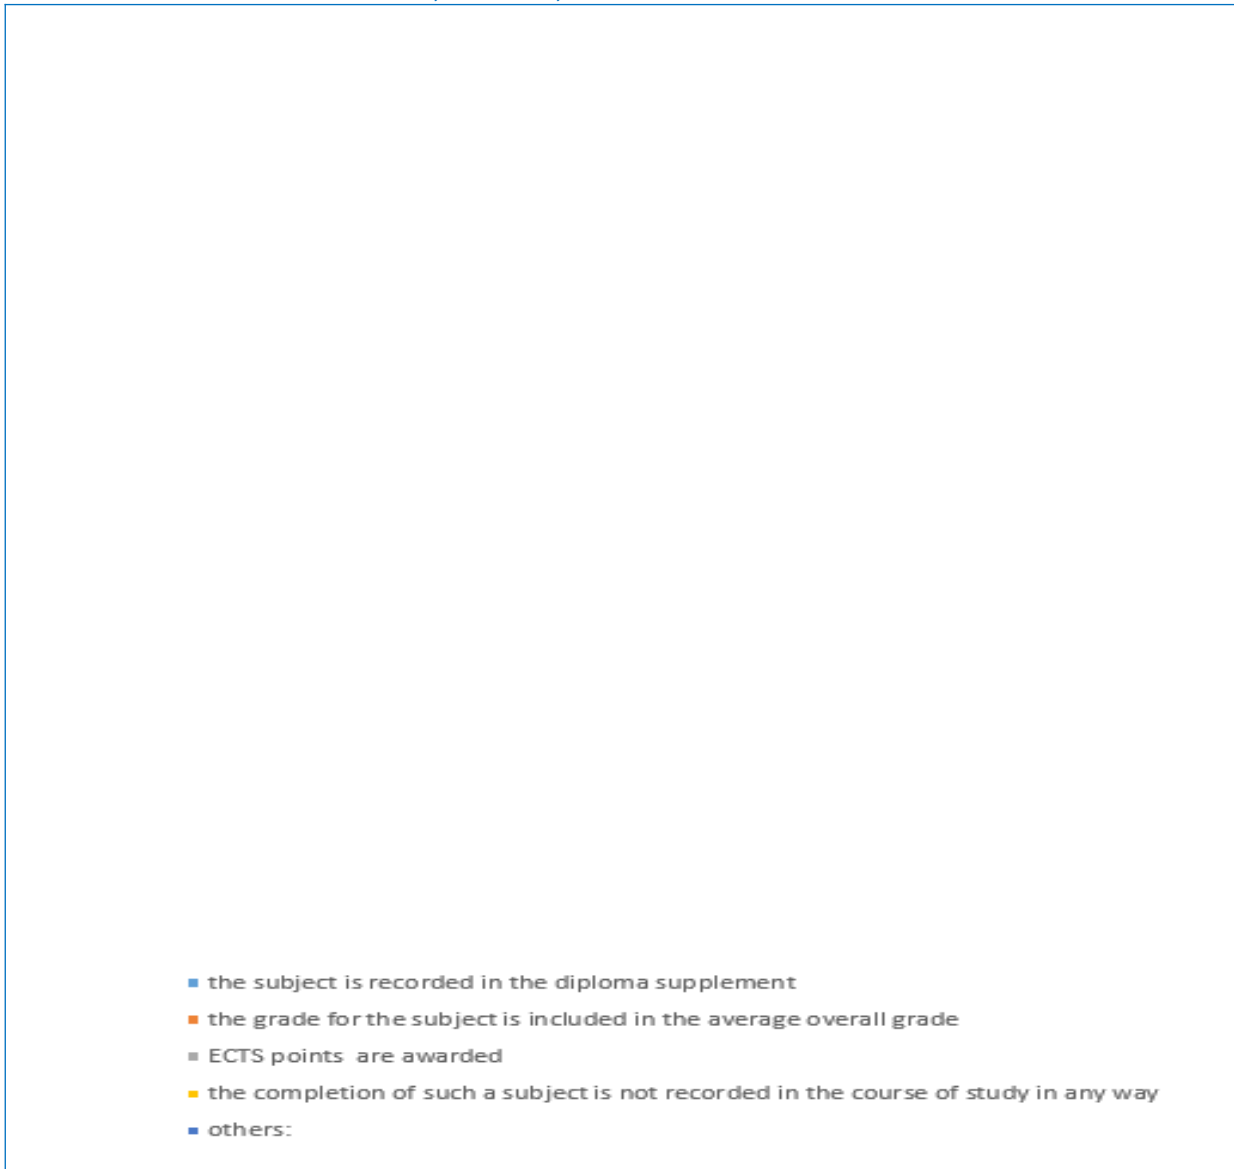 the subject is recorded in the diploma supplement
the grade for the subject is included in the average overall grade
ECTS points are awarded
the completion of such a subject is not recorded in the course of study in any way
others: